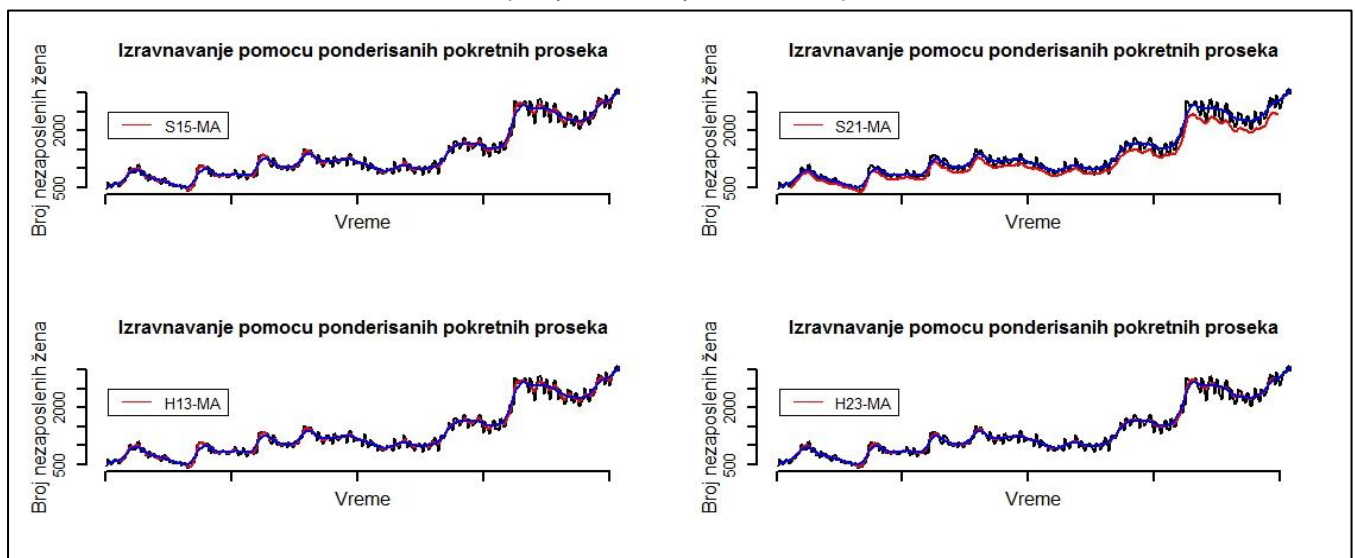 Izravnavanje pomocu ponderisanih pokretnih proseka
Broj nezaposlenih žena
500 2000
S15-MA
Vreme
Izravnavanje pomocu ponderisanih pokretnih proseka
Broj nezaposlenih žena
500 2000
S21-MA
Vreme
Izravnavanje pomocu ponderisanih pokretnih proseka
Broj nezaposlenih žena
500 2000
H13-MA
Vreme
Izravnavanje pomocu ponderisanih pokretnih proseka
Broj nezaposlenih žena
500 2000
H23-MA
Vreme